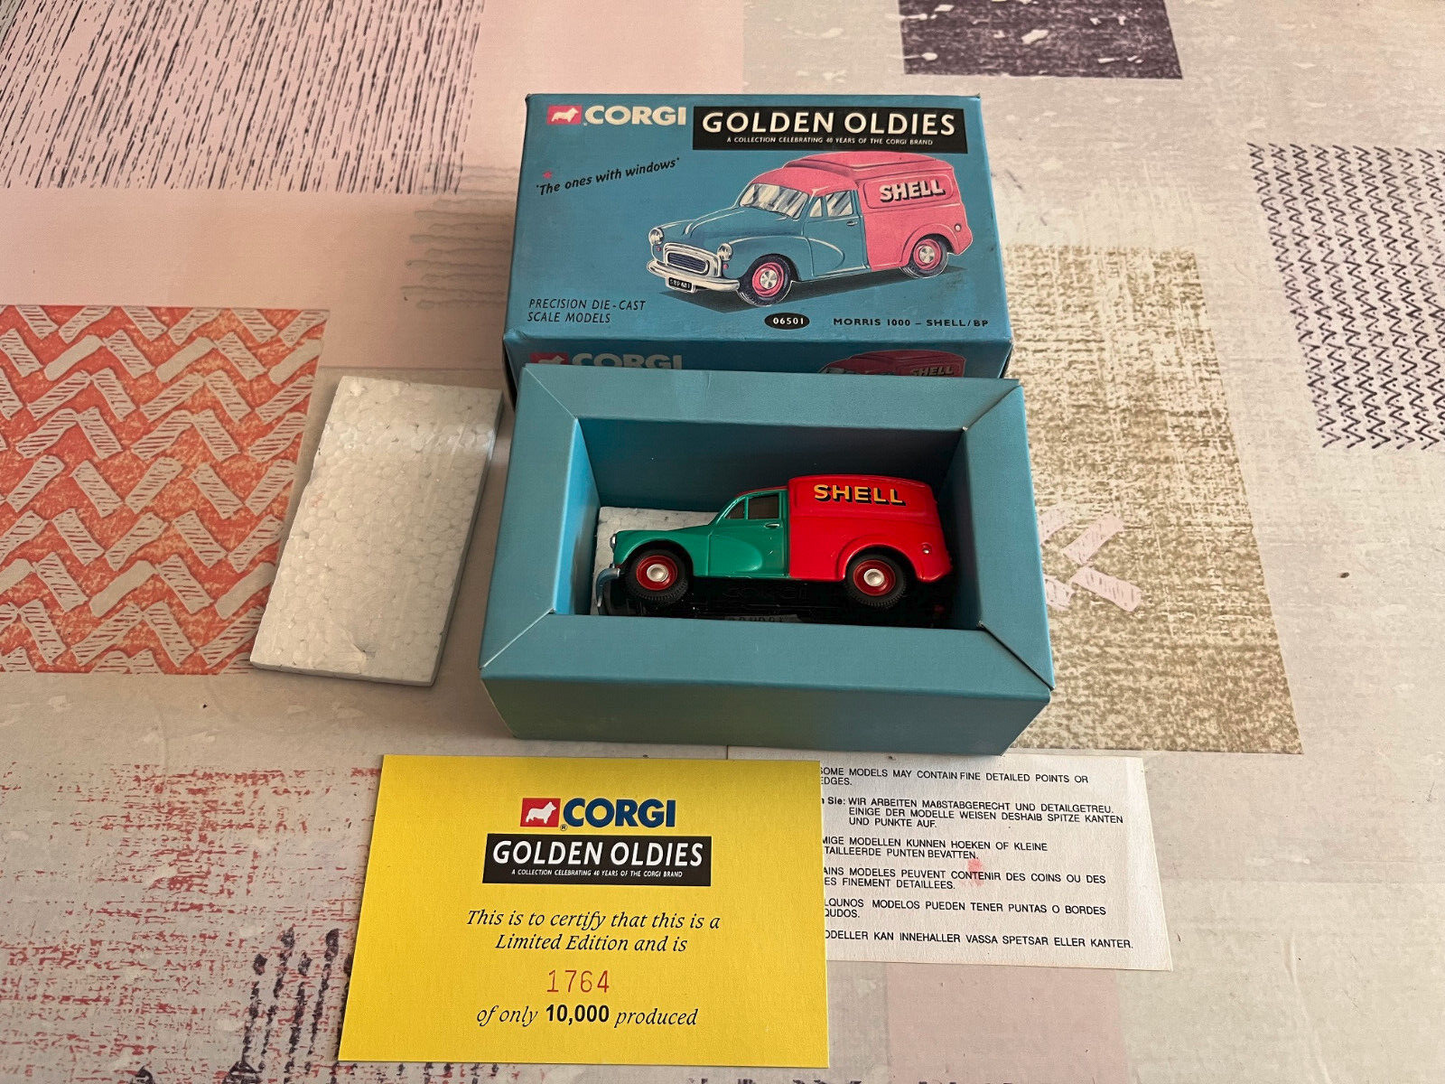 CORGI GOLDEN OLDIES
A COLLECTION CELEBRATING 40 YEARS OF THE CORGI BRAND
'The ones with windows'
SHELL
PRECISION DIE-CAST
SCALE MODELS
06501 MORRIS 1000 - SHELL/BP
CORGI
SHELL
SHELL
CORGI
GOLDEN OLDIES
A COLLECTION CELEBRATING 40 YEARS OF THE CORGI BRAND
This is to certify that this is a
Limited Edition and is
1764
of only 10,000 produced
SOME MODELS MAY CONTAIN FINE DETAILED POINTS OR
EDGES.
n Sie: WIR ARBEITEN MAßSTABGERECHT UND DETAILGETREU.
EINIGE DER MODELLE WEISEN DESHAIB SPITZE KANTEN
UND PUNKTE AUF.
MIGE MODELLEN KUNNEN HOEKEN OF KLEINE
TAILLEERDE PUNTEN BEVATTEN.
AINS MODELES PEUVENT CONTENIR DES COINS OU DES
ES FINEMENT DETAILLEES.
LQUNOS MODELOS PUEDEN TENER PUNTAS O BORDES
QUDOS.
ODELLER KAN INNEHALLER VASSA SPETSAR ELLER KANTER.